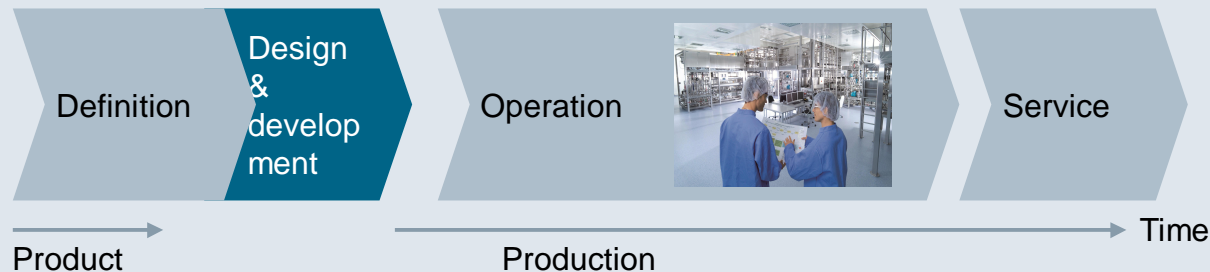 Definition
Design
&
develop
ment
Operation
Service
Time
Product
Production